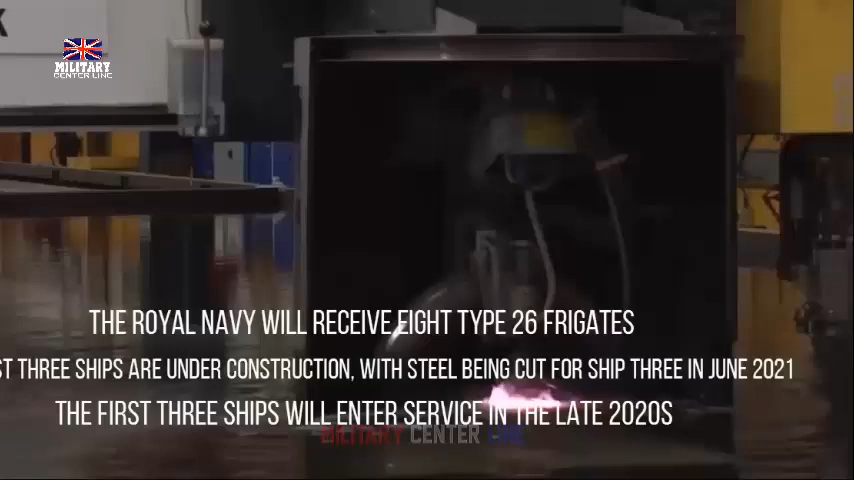 MILITARY
CENTER LINE
THE ROYAL NAVY WILL RECEIVE EIGHT TYPE 26 FRIGATES
THREE SHIPS ARE UNDER CONSTRUCTION, WITH STEEL BEING CUT FOR SHIP THREE IN JUNE 2021
THE FIRST THREE SHIPS WILL ENTER SERVICE IN THE LATE 2020S
MILITARY CENTER LINE